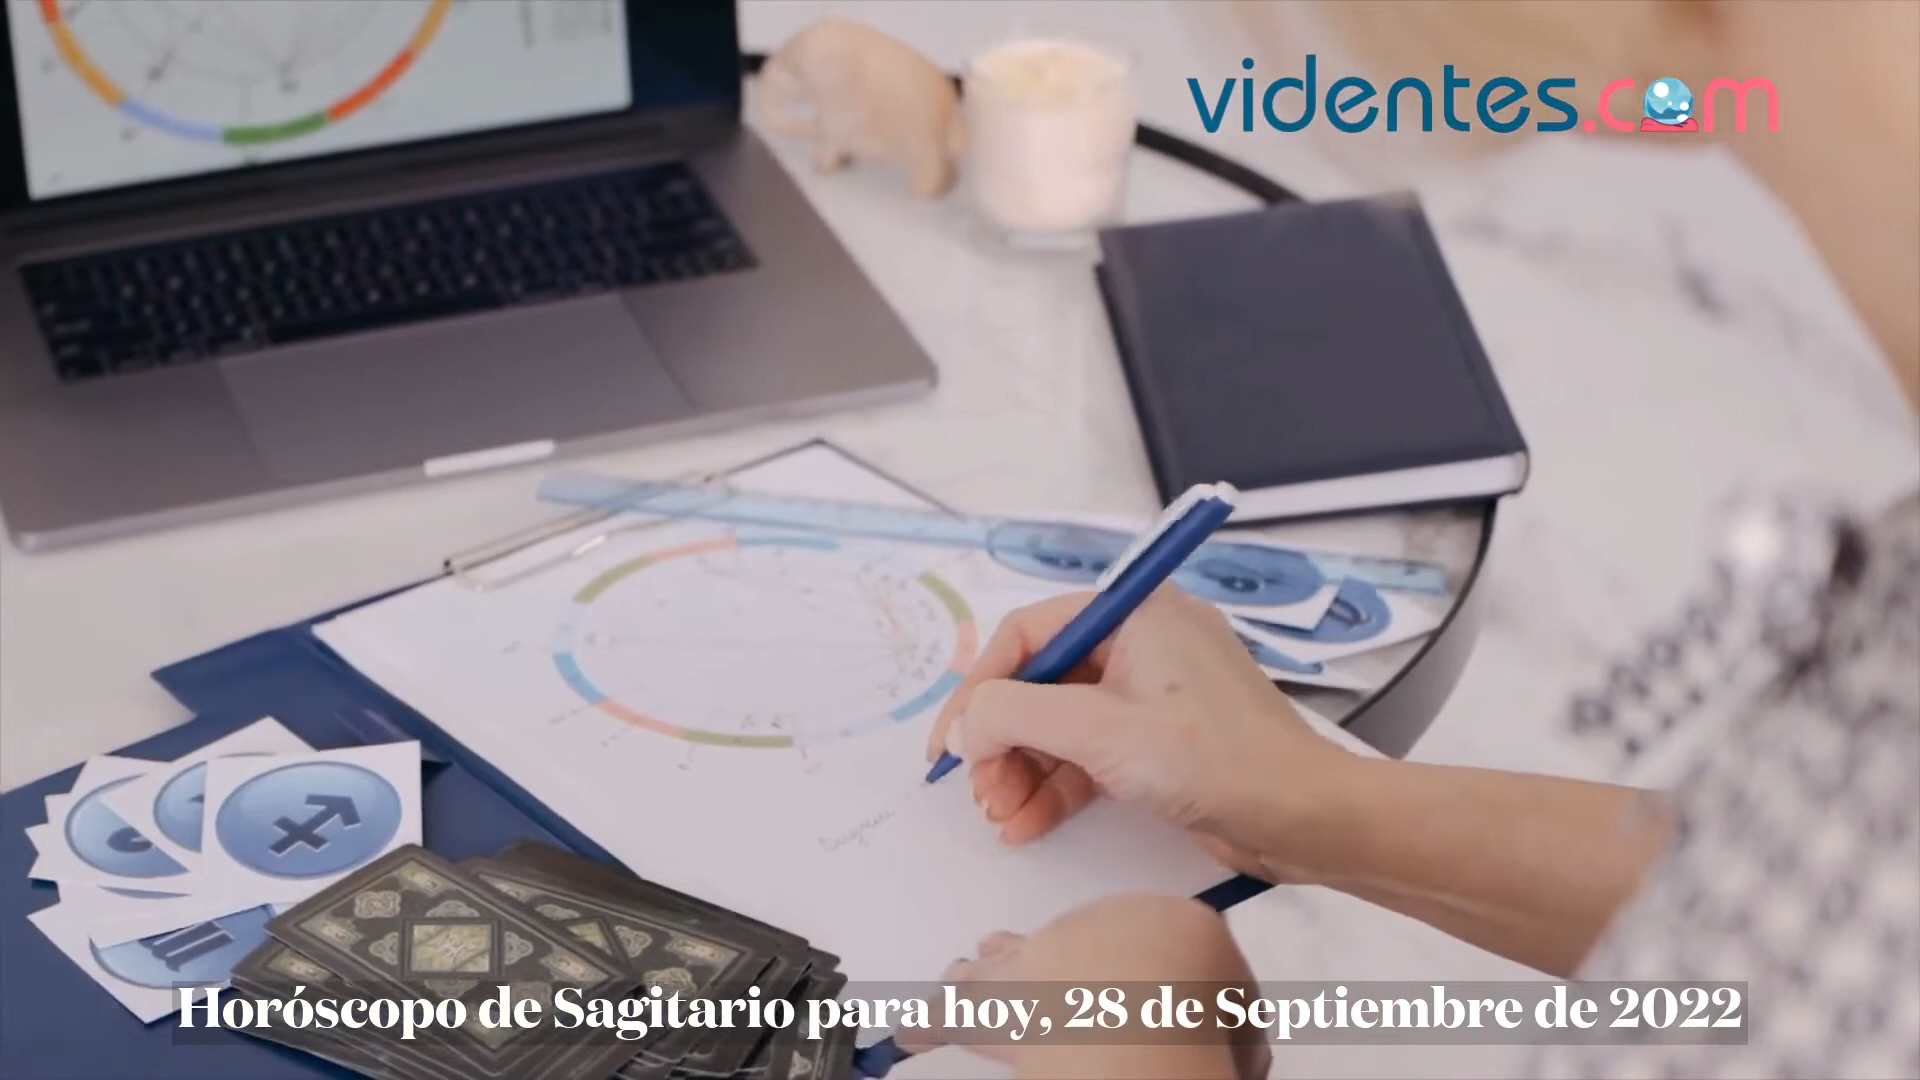 videntes.com
Horóscopo de Sagitario para hoy, 28 de Septiembre de 2022